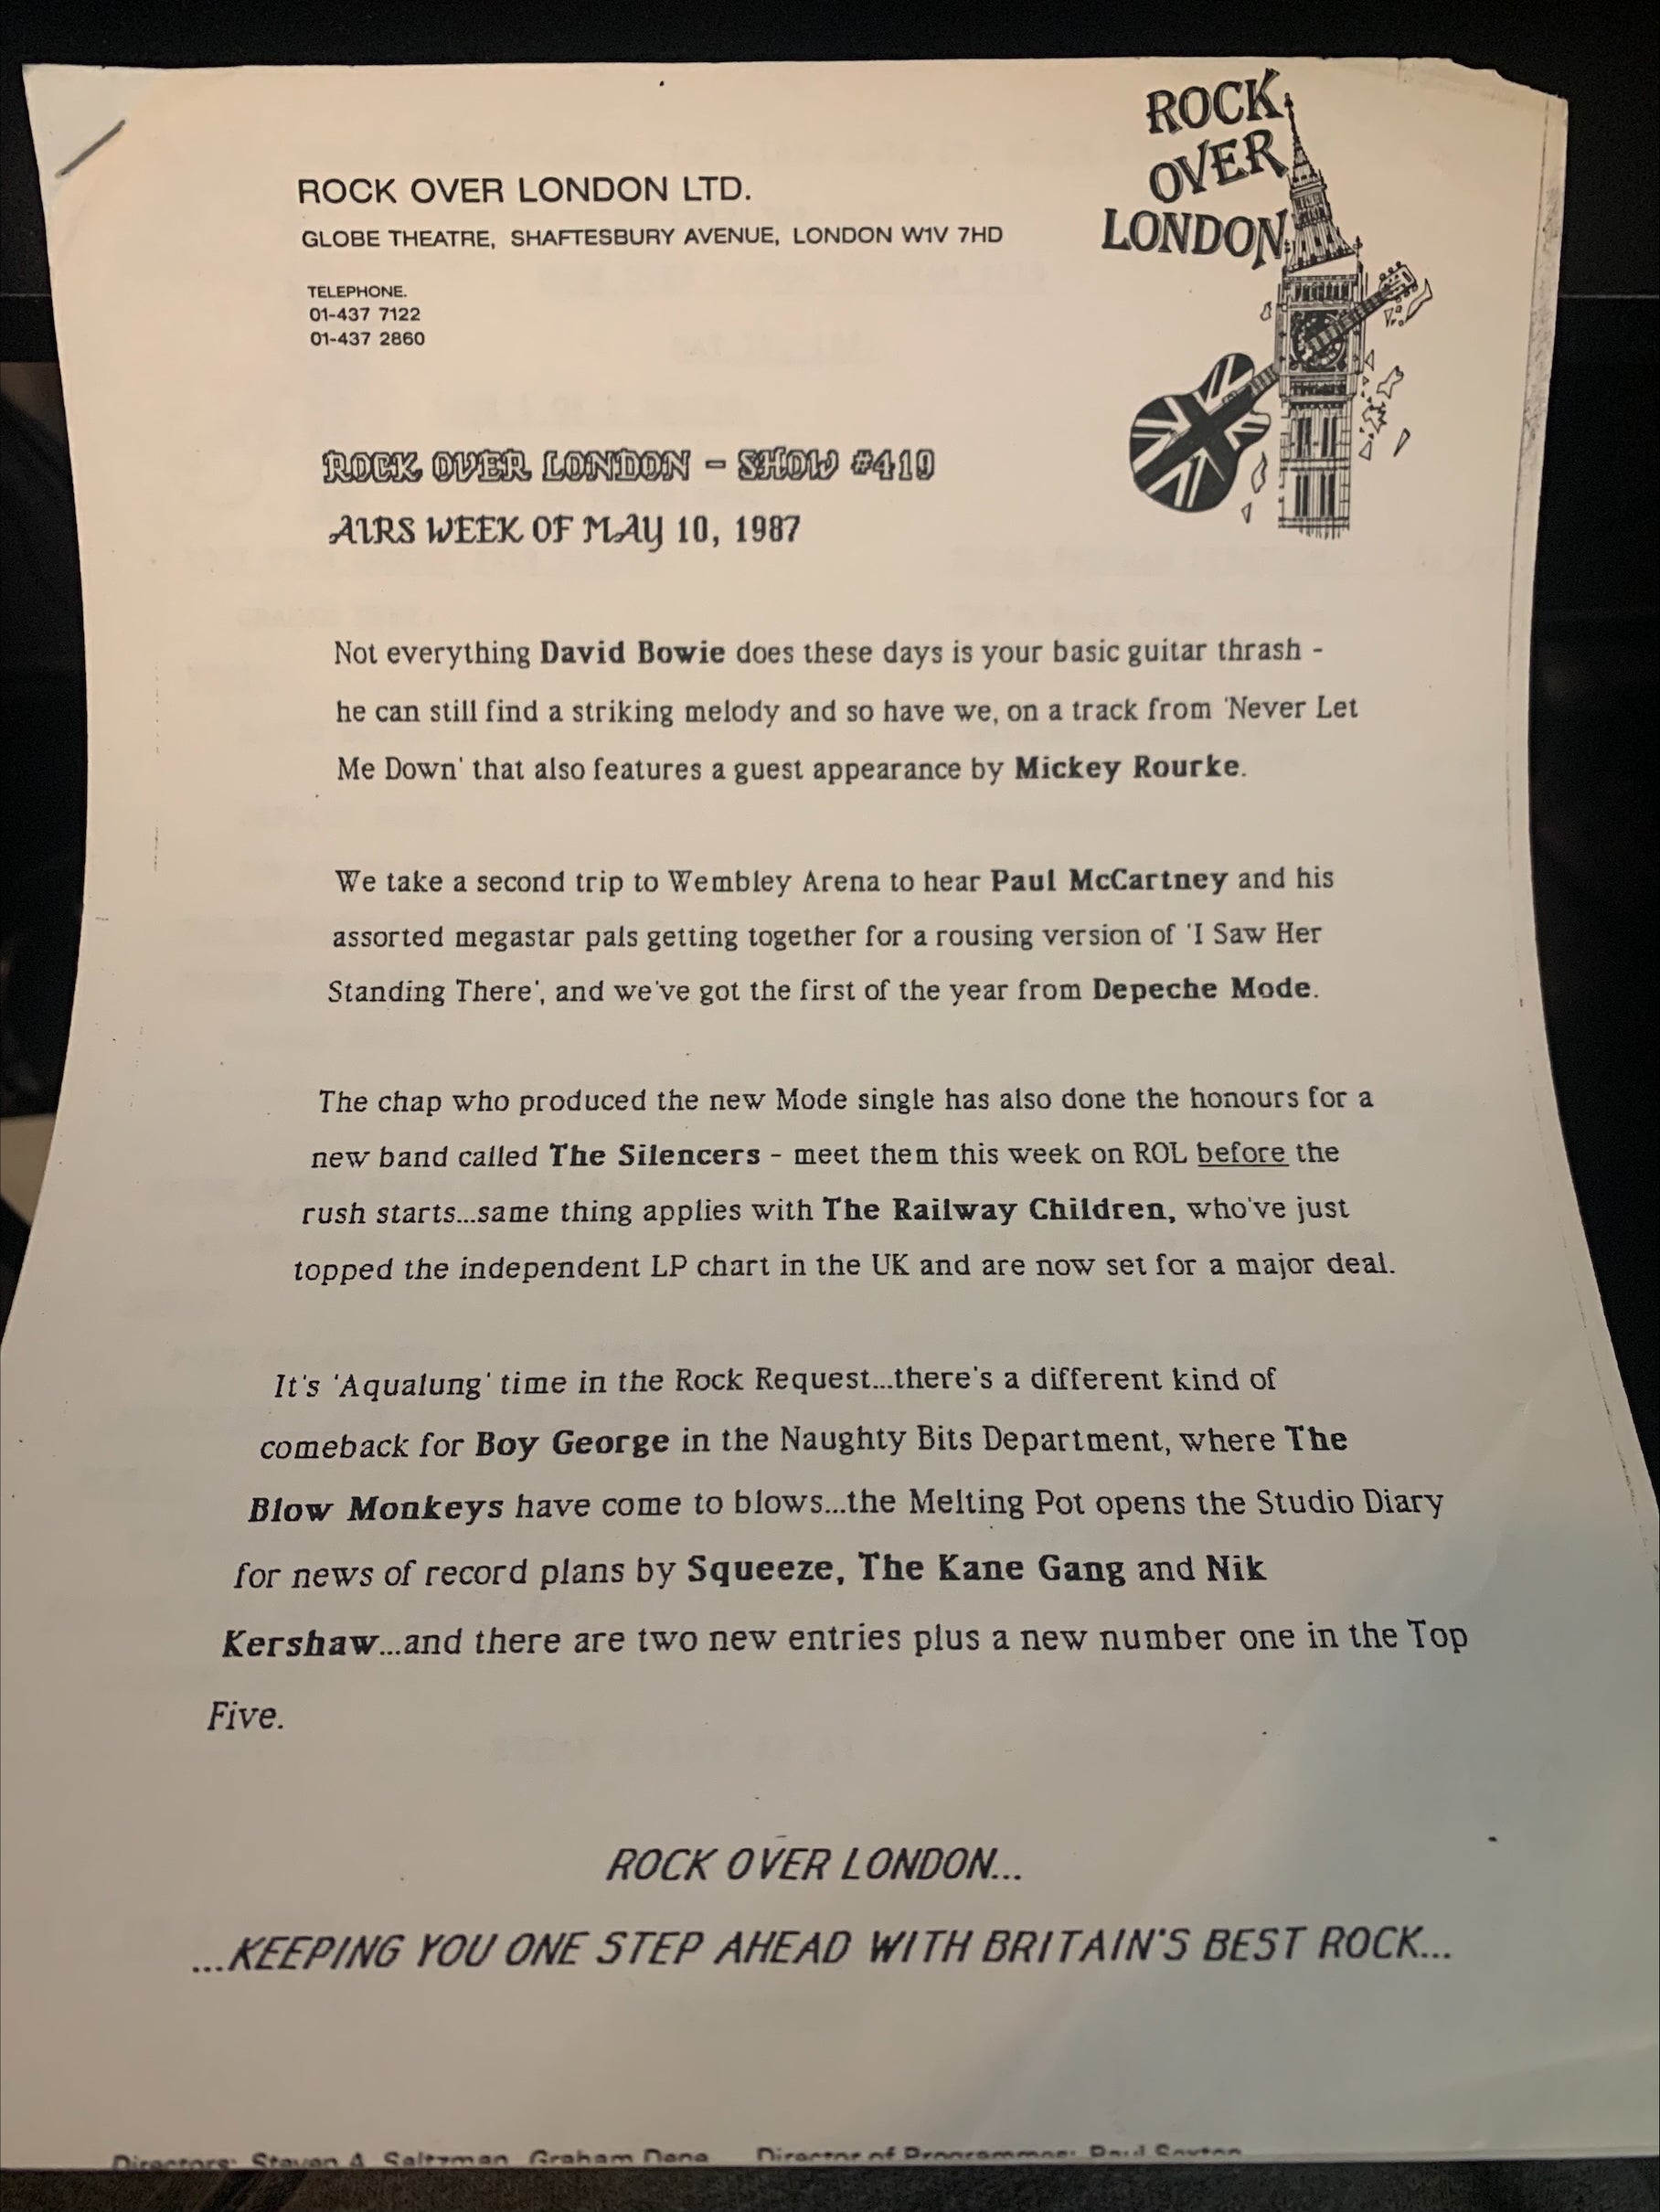 ROCK
OVER
LONDON
ROCK OVER LONDON LTD.
GLOBE THEATRE, SHAFTESBURY AVENUE, LONDON W1V 7HD
TELEPHONE.
01-437 7122
01-437 2860
ROCK OVER LONDON - SHOW #419
AIRS WEEK OF MAY 10, 1987
Not everything David Bowie does these days is your basic guitar thrash -
he can still find a striking melody and so have we, on a track from 'Never Let
Me Down' that also features a guest appearance by Mickey Rourke.
We take a second trip to Wembley Arena to hear Paul McCartney and his
assorted megastar pals getting together for a rousing version of 'I Saw Her
Standing There', and we've got the first of the year from Depeche Mode.
The chap who produced the new Mode single has also done the honours for a
new band called The Silencers - meet them this week on ROL before the
rush starts...same thing applies with The Railway Children, who've just
topped the independent LP chart in the UK and are now set for a major deal.
It's 'Aqualung' time in the Rock Request...there's a different kind of
comeback for Boy George in the Naughty Bits Department, where The
Blow Monkeys have come to blows...the Melting Pot opens the Studio Diary
for news of record plans by Squeeze, The Kane Gang and Nik
Kershaw...and there are two new entries plus a new number one in the Top
Five.
ROCK OVER LONDON...
...KEEPING YOU ONE STEP AHEAD WITH BRITAIN'S BEST ROCK...
Directors: Steven A. Saltzman, Graham Dene Director of Programmes: Paul Sexton